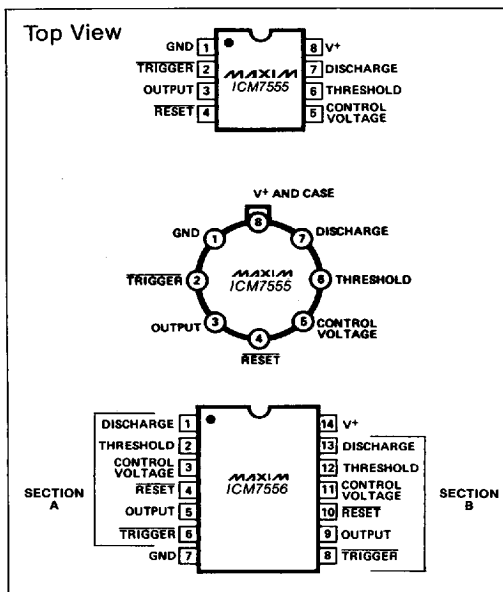 Top View
GND 1 8 V+
TRIGGER 2 MAXIM 7 DISCHARGE
OUTPUT 3 ICM7555 6 THRESHOLD
RESET 4 5 CONTROL
VOLTAGE
V+ AND CASE
8
GND 1 7 DISCHARGE
TRIGGER 2 MAXIM 6 THRESHOLD
ICM7555
OUTPUT 3 5 CONTROL
VOLTAGE
4
RESET
DISCHARGE 1 14 V+
THRESHOLD 2 13 DISCHARGE
CONTROL
VOLTAGE 3 MAXIM 12 THRESHOLD
SECTION
A
RESET 4 ICM7556 11 CONTROL
VOLTAGE
SECTION
B
OUTPUT 5 10 RESET
TRIGGER 6 9 OUTPUT
GND 7 8 TRIGGER